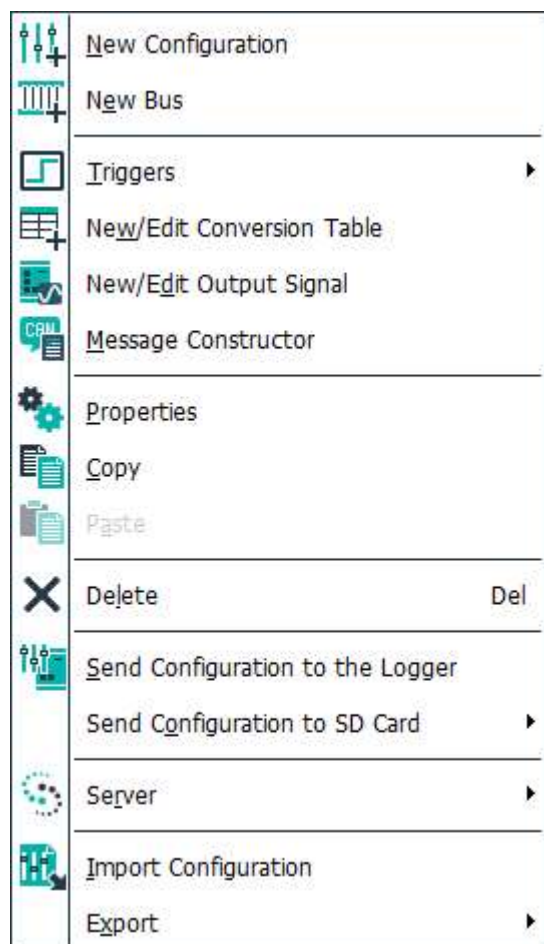 New Configuration
New Bus
Triggers
New/Edit Conversion Table
New/Edit Output Signal
CAN
Message Constructor
Properties
Copy
Paste
Delete Del
Send Configuration to the Logger
Send Configuration to SD Card
Server
Import Configuration
Export